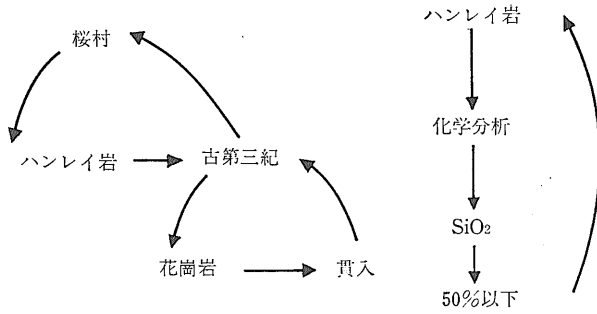 桜村
ハンレイ岩
古第三紀
花崗岩
貫入
ハンレイ岩
化学分析
SiO₂
50%以下